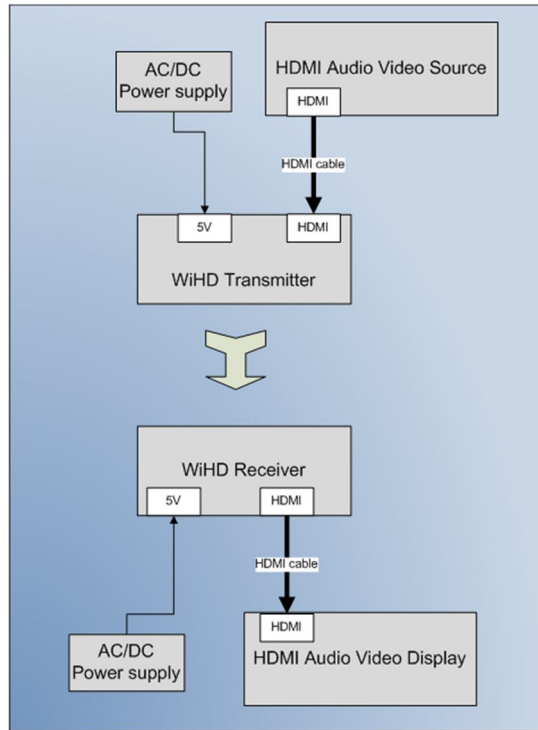 AC/DC
Power supply
HDMI Audio Video Source
HDMI
HDMI cable
5V
HDMI
WiHD Transmitter
WiHD Receiver
5V
HDMI
HDMI cable
HDMI
AC/DC
Power supply
HDMI Audio Video Display